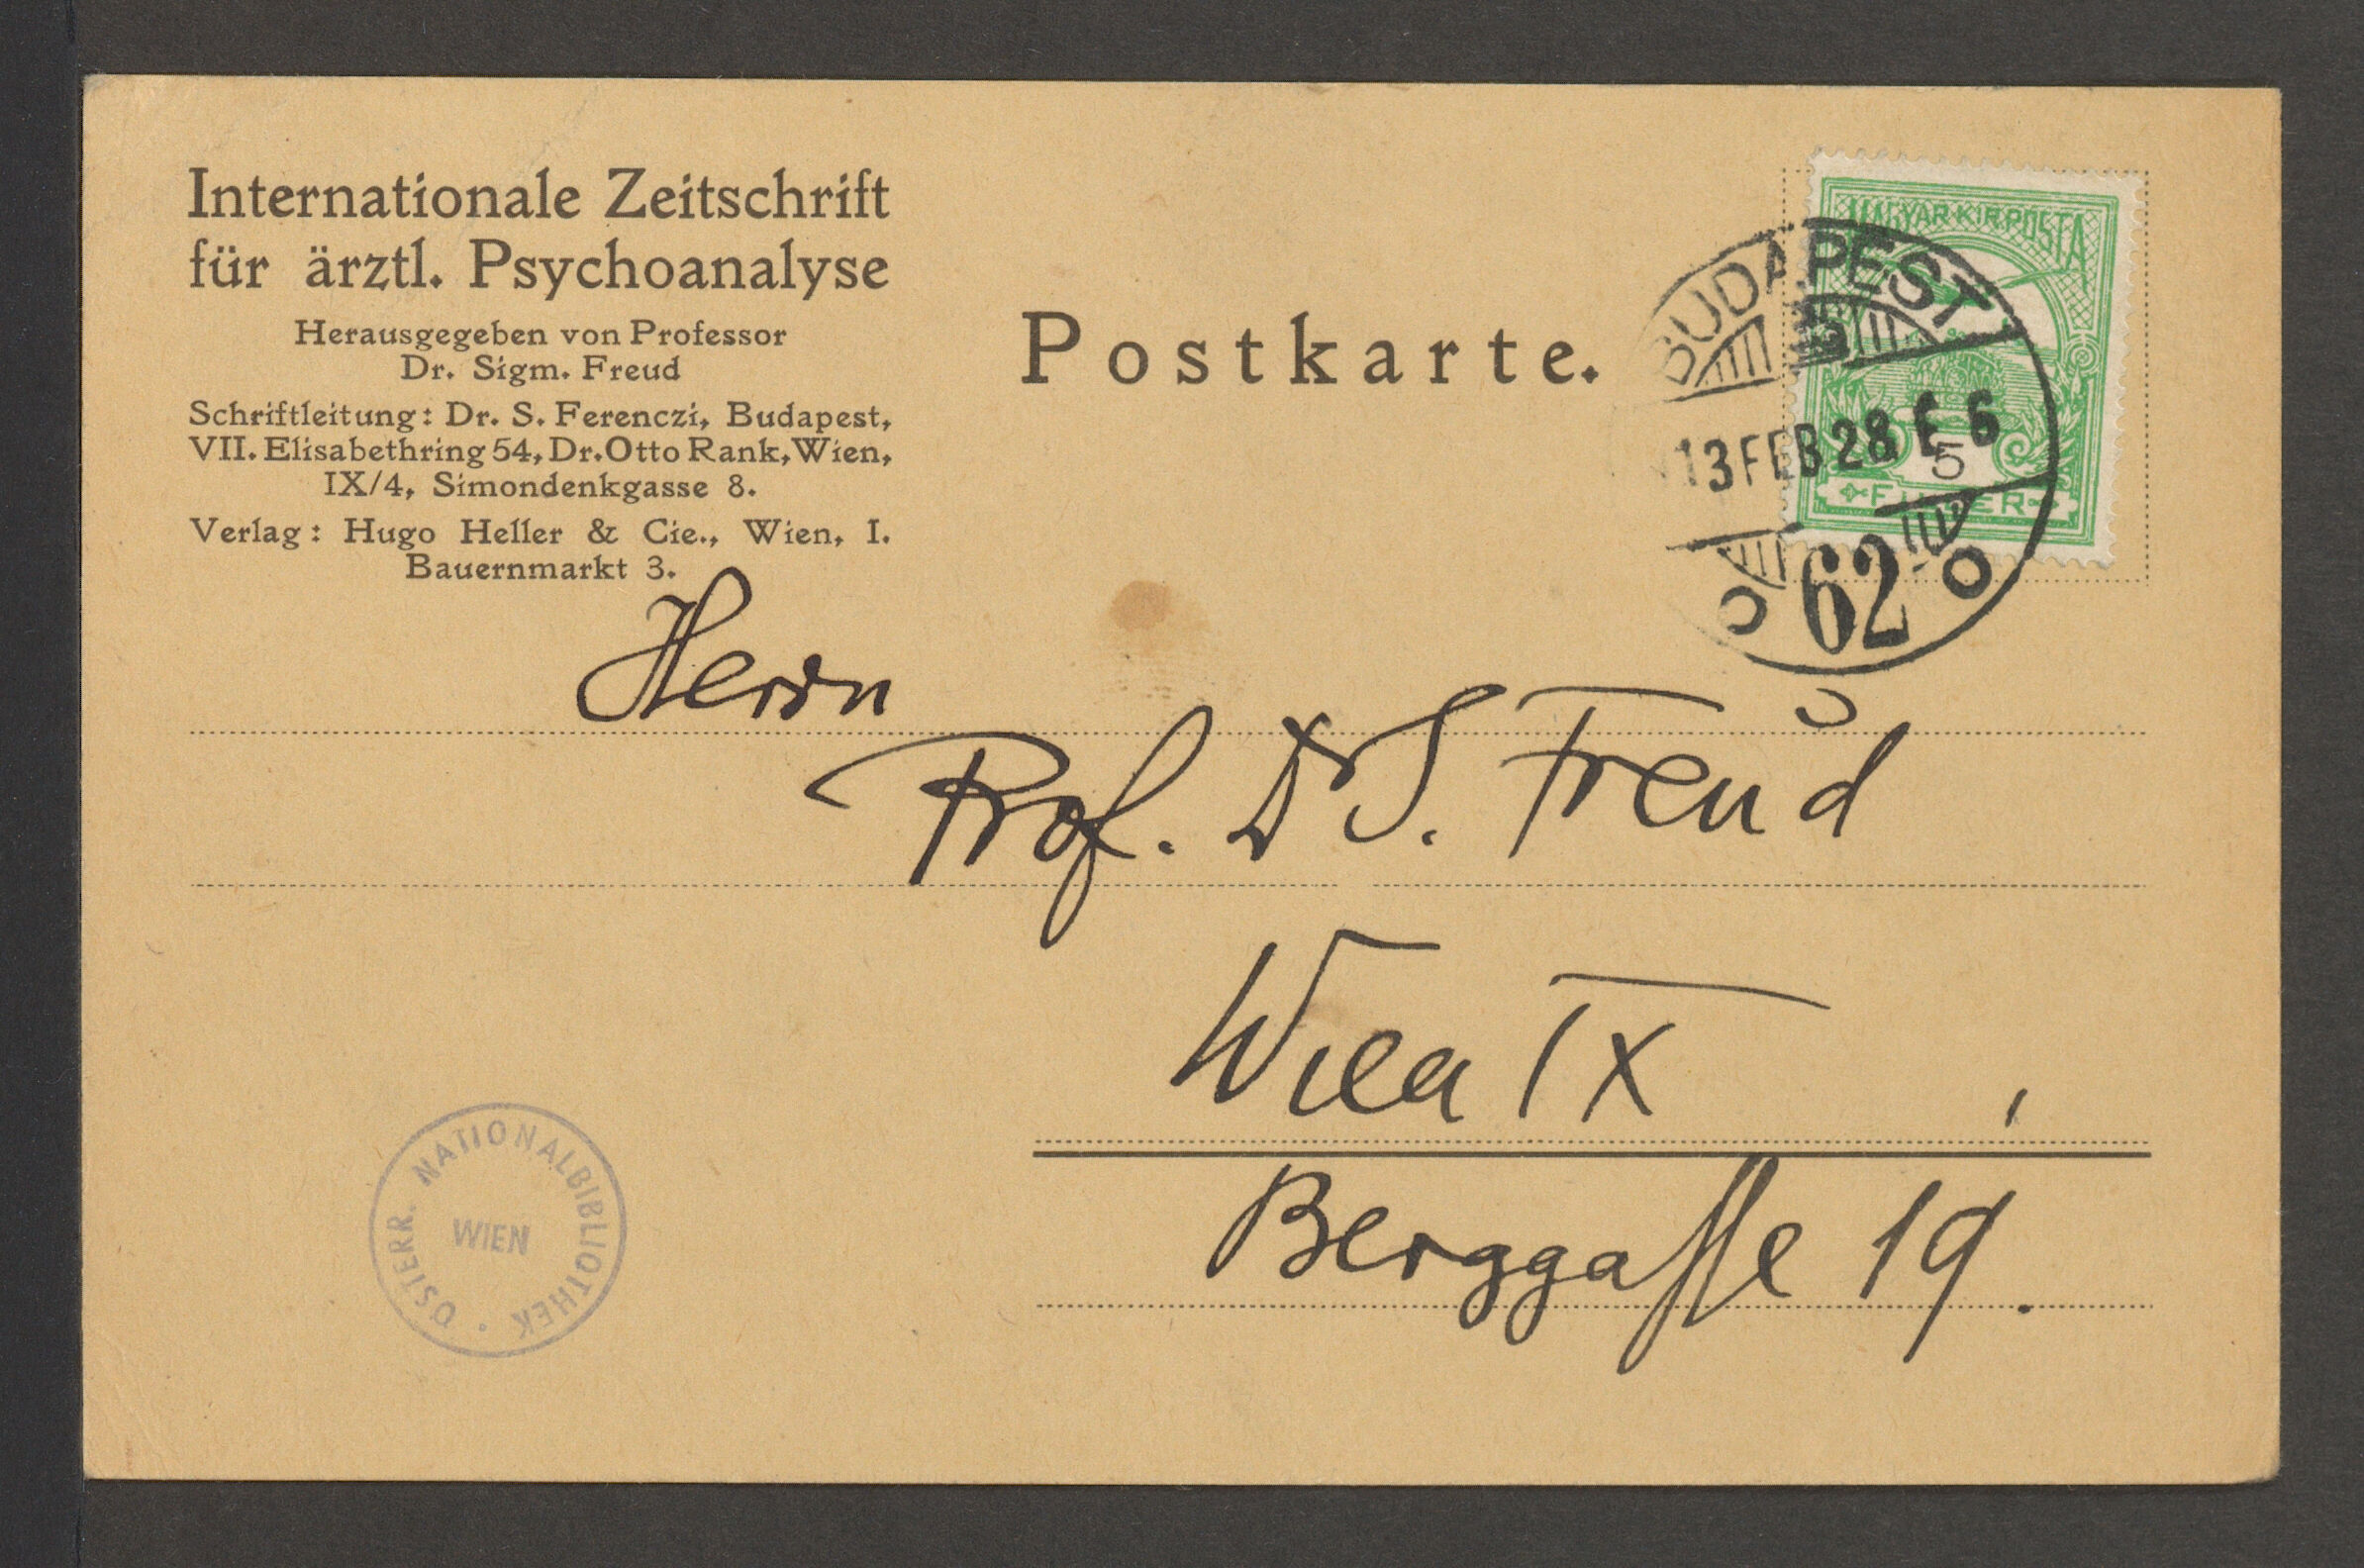 Internationale Zeitschrift
für ärztl. Psychoanalyse
Herausgegeben von Professor
Dr. Sigm. Freud
Schriftleitung: Dr. S. Ferenczi, Budapest,
VII. Elisabethring 54, Dr. Otto Rank, Wien,
IX/4, Simondenkgasse 8.
Verlag: Hugo Heller & Cie., Wien, I.
Bauernmarkt 3.
Postkarte.
MAGYAR KIR. POSTA
5
FILLER
BUDAPEST
13 FEB 28 E 6
62
Herrn
Prof. Dr S. Freud
Wien IX
Berggasse 19.
ÖSTERR. NATIONALBIBLIOTHEK
WIEN